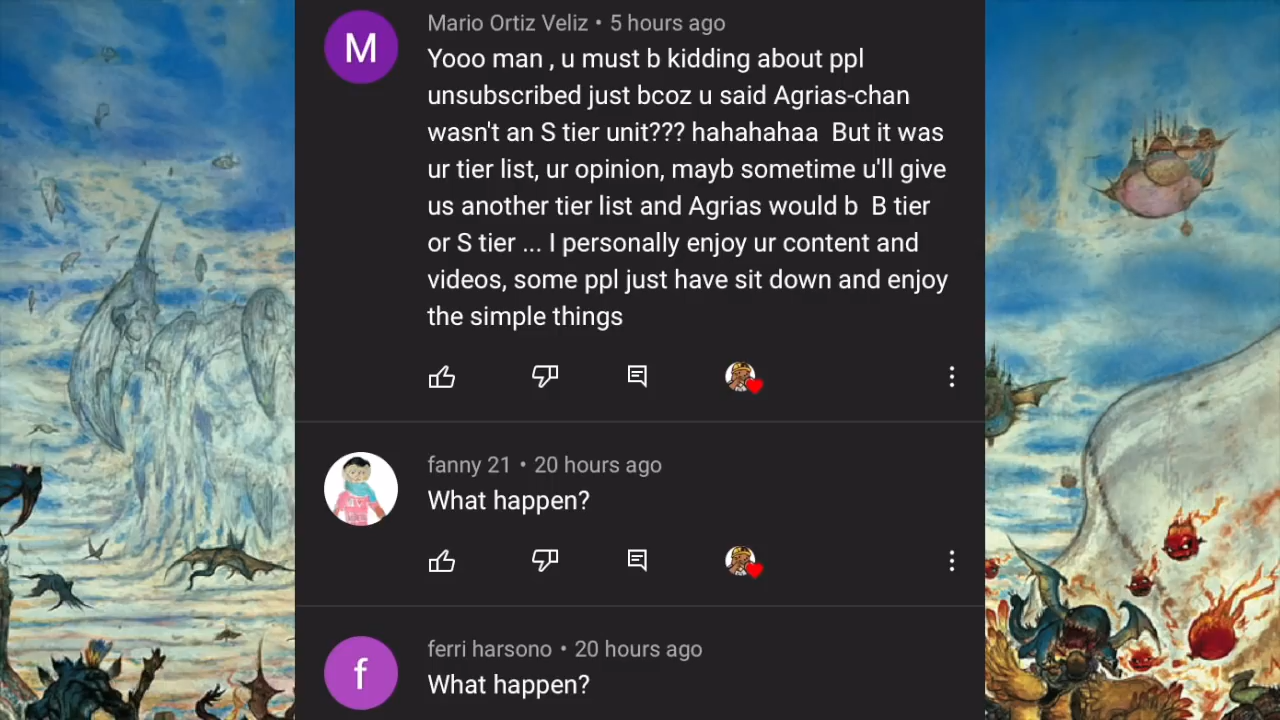 M
Mario Ortiz Veliz • 5 hours ago
Yooo man , u must b kidding about ppl
unsubscribed just bcoz u said Agrias-chan
wasn't an S tier unit??? hahahahaa  But it was
ur tier list, ur opinion, mayb sometime u'll give
us another tier list and Agrias would b  B tier
or S tier ... I personally enjoy ur content and
videos, some ppl just have sit down and enjoy
the simple things
fanny 21 • 20 hours ago
What happen?
f
ferri harsono • 20 hours ago
What happen?